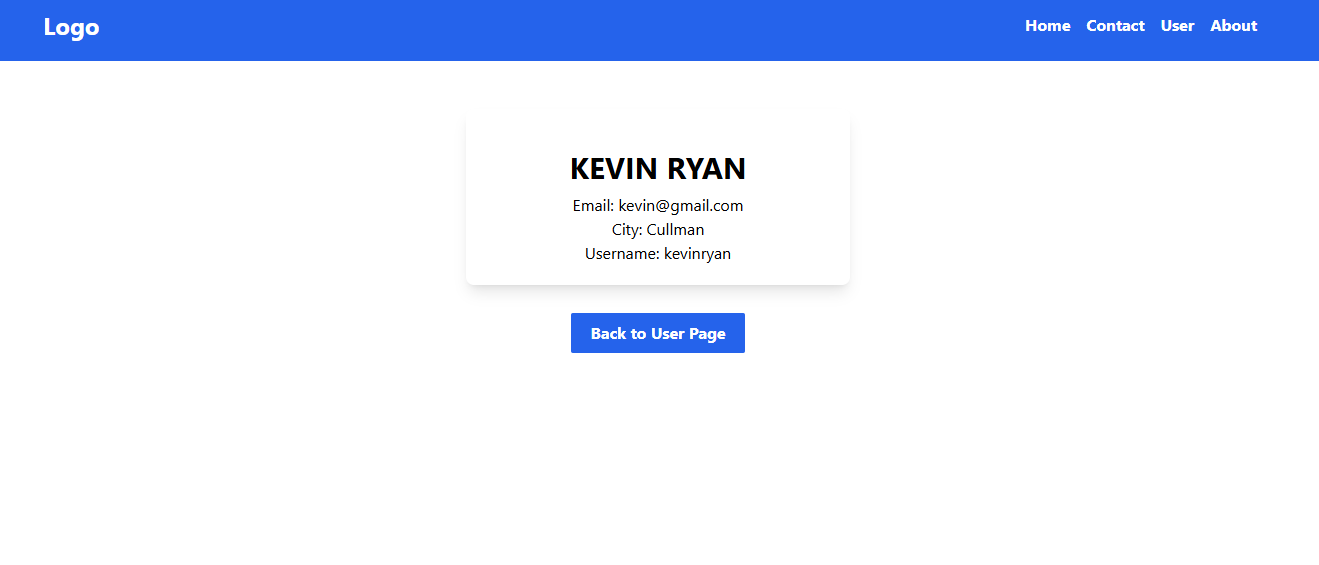 Logo
Home Contact User About
KEVIN RYAN
Email: kevin@gmail.com
City: Cullman
Username: kevinryan
Back to User Page